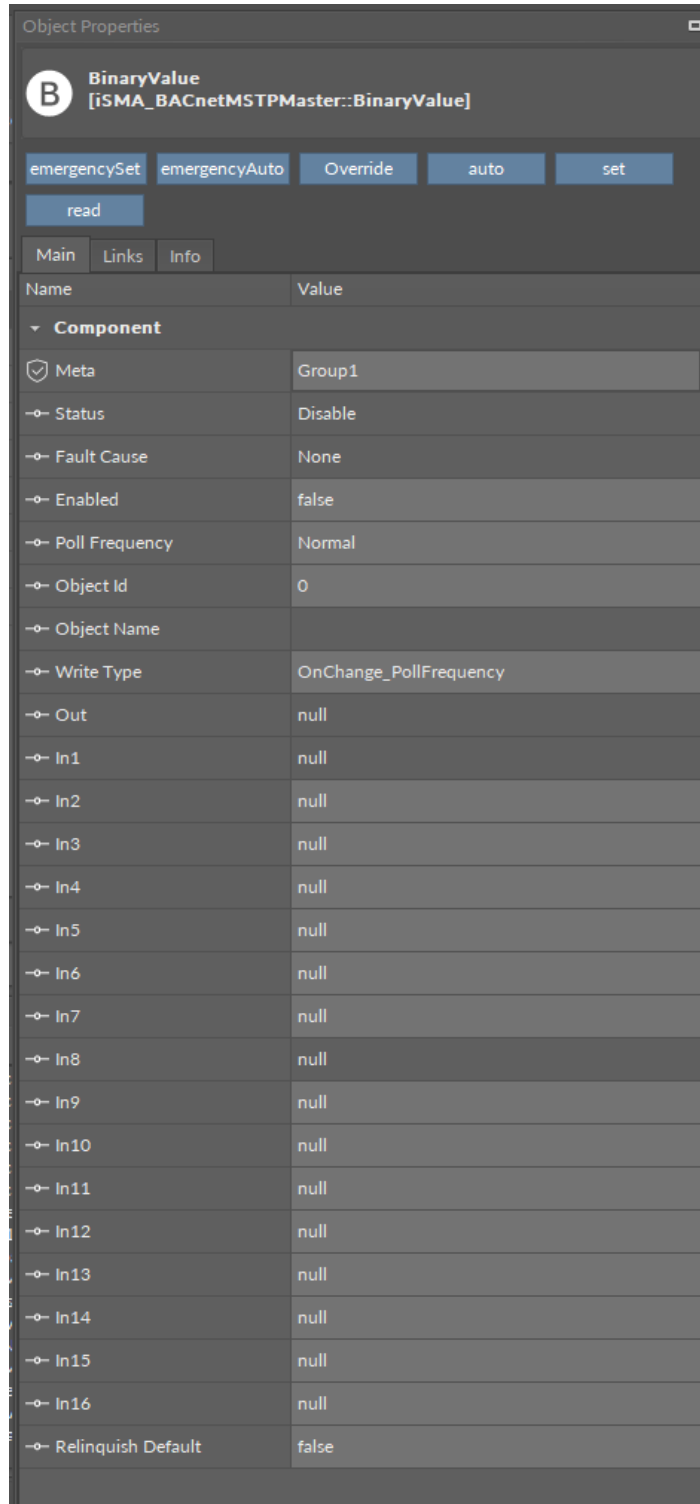 Object Properties
B
BinaryValue
[iSMA_BACnetMSTPMaster::BinaryValue]
emergencySet emergencyAuto Override auto set
read
Main Links Info
Name Value
Component
Meta Group1
Status Disable
Fault Cause None
Enabled false
Poll Frequency Normal
Object Id 0
Object Name
Write Type OnChange_PollFrequency
Out null
In1 null
In2 null
In3 null
In4 null
In5 null
In6 null
In7 null
In8 null
In9 null
In10 null
In11 null
In12 null
In13 null
In14 null
In15 null
In16 null
Relinquish Default false